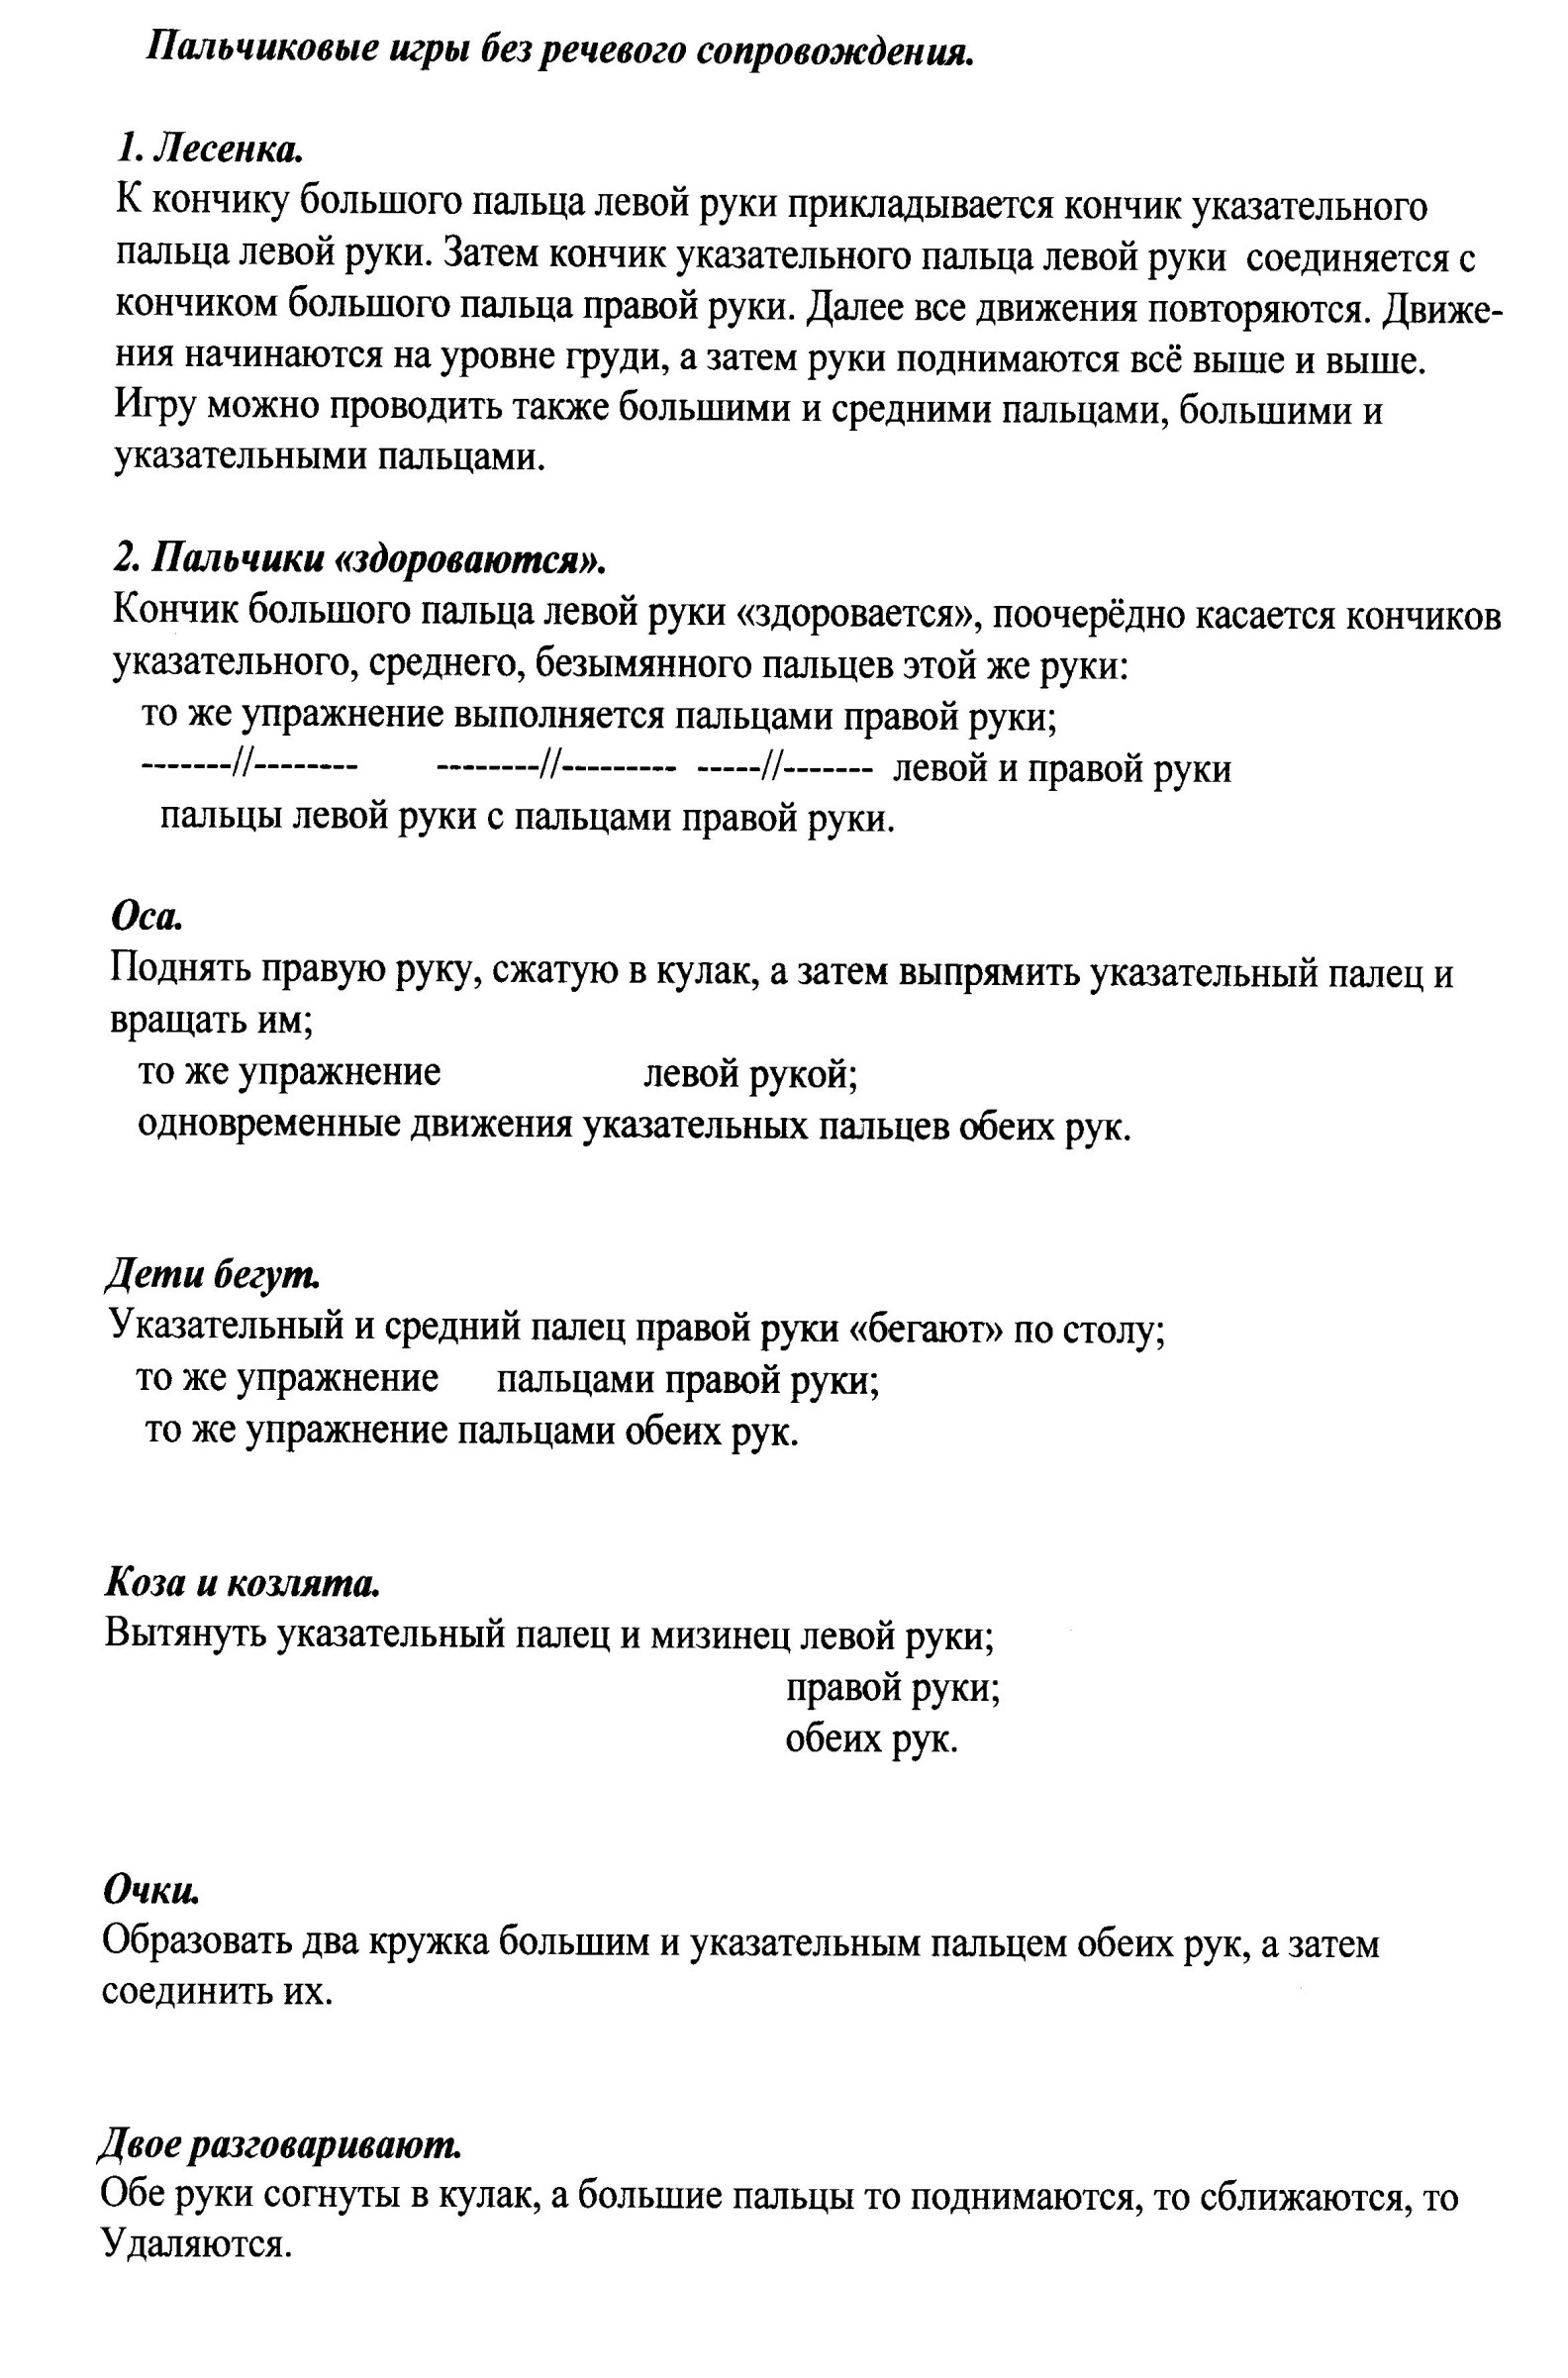 Пальчиковые игры без речевого сопровождения.
1. Лесенка.
К кончику большого пальца левой руки прикладывается кончик указательного
пальца левой руки. Затем кончик указательного пальца левой руки  соединяется с
кончиком большого пальца правой руки. Далее все движения повторяются. Движе-
ния начинаются на уровне груди, а затем руки поднимаются всё выше и выше.
Игру можно проводить также большими и средними пальцами, большими и
указательными пальцами.
2. Пальчики «здороваются».
Кончик большого пальца левой руки «здоровается», поочерёдно касается кончиков
указательного, среднего, безымянного пальцев этой же руки:
то же упражнение выполняется пальцами правой руки;
-------//--------        --------//---------  -----//-------  левой и правой руки
пальцы левой руки с пальцами правой руки.
Оса.
Поднять правую руку, сжатую в кулак, а затем выпрямить указательный палец и
вращать им;
то же упражнение                    левой рукой;
одновременные движения указательных пальцев обеих рук.
Дети бегут.
Указательный и средний палец правой руки «бегают» по столу;
то же упражнение      пальцами правой руки;
то же упражнение пальцами обеих рук.
Коза и козлята.
Вытянуть указательный палец и мизинец левой руки;
правой руки;
обеих рук.
Очки.
Образовать два кружка большим и указательным пальцем обеих рук, а затем
соединить их.
Двое разговаривают.
Обе руки согнуты в кулак, а большие пальцы то поднимаются, то сближаются, то
Удаляются.